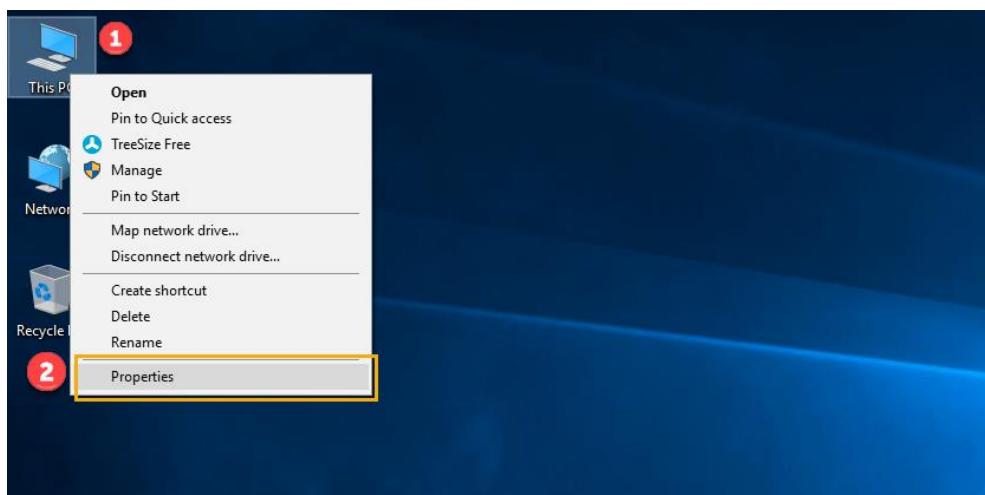 1
This P
Open
Pin to Quick access
TreeSize Free
Manage
Pin to Start
Networ
Map network drive...
Disconnect network drive...
Create shortcut
Delete
Rename
Recycle
2
Properties